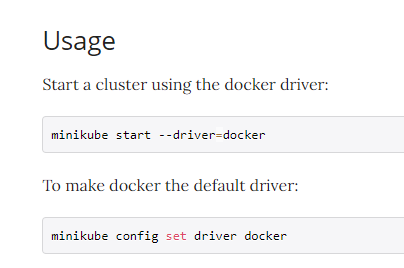 Usage
Start a cluster using the docker driver:
minikube start --driver=docker
To make docker the default driver:
minikube config set driver docker